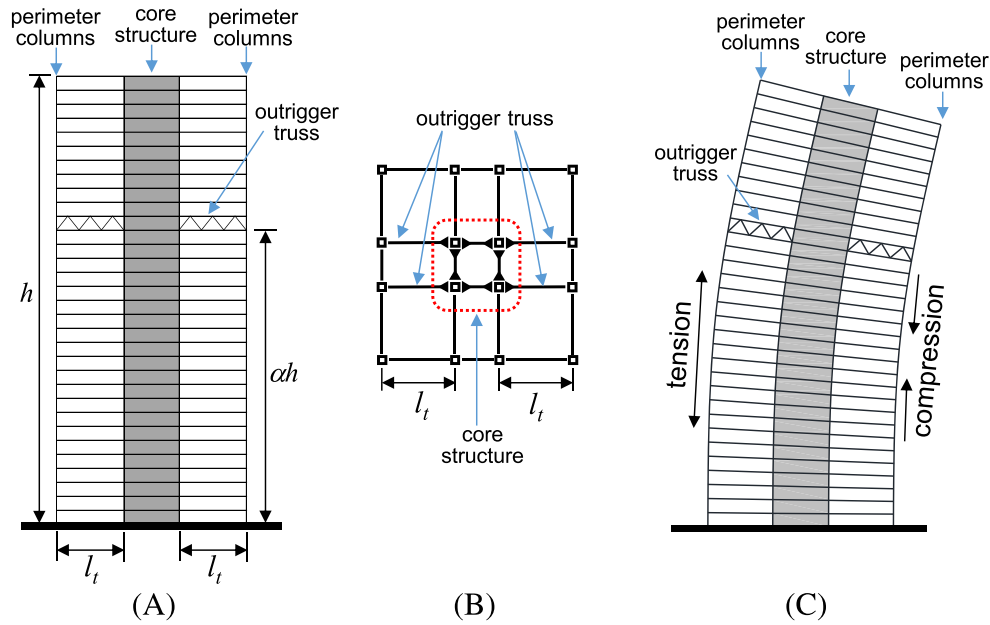 perimeter
columns
core
structure
perimeter
columns
outrigger
truss
h
αh
l_t
l_t
(A)
outrigger truss
l_t
l_t
core
structure
(B)
perimeter
columns
core
structure
perimeter
columns
outrigger
truss
tension
compression
(C)